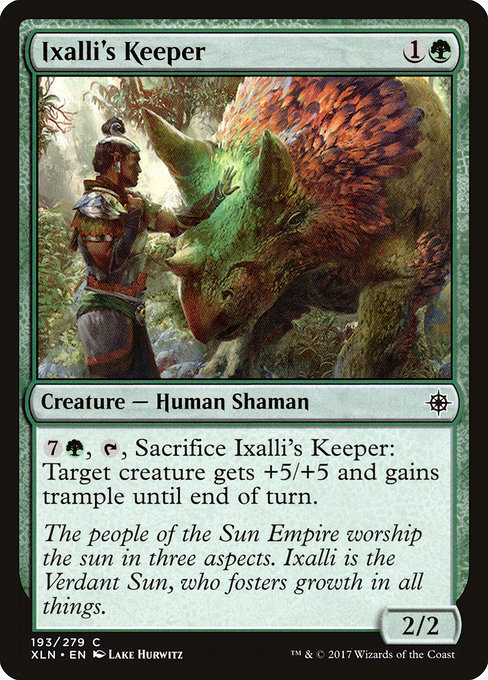 Ixalli's Keeper 1
Creature — Human Shaman
7, Sacrifice Ixalli's Keeper:
Target creature gets +5/+5 and gains
trample until end of turn.
The people of the Sun Empire worship
the sun in three aspects. Ixalli is the
Verdant Sun, who fosters growth in all
things.
2/2
193/279 C
XLN • EN Lake Hurwitz
™ & © 2017 Wizards of the Coast